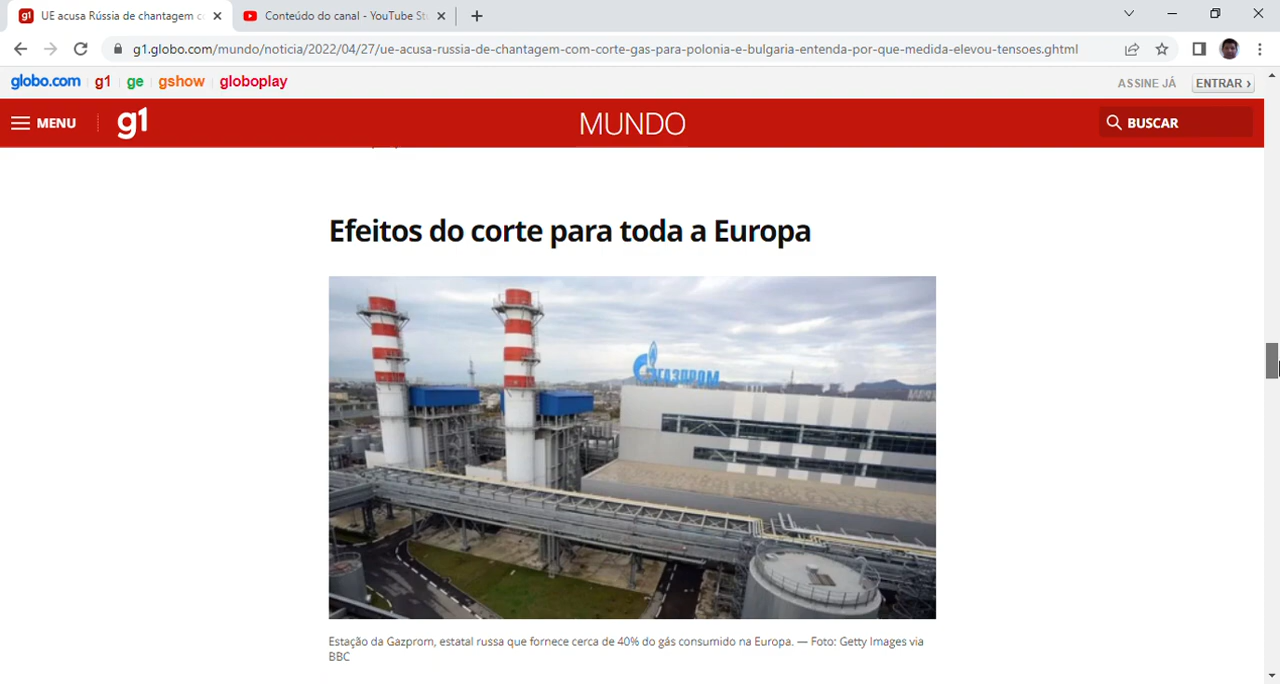 UE acusa Rússia de chantagem c
Conteúdo do canal - YouTube St
g1.globo.com/mundo/noticia/2022/04/27/ue-acusa-russia-de-chantagem-com-corte-gas-para-polonia-e-bulgaria-entenda-por-que-medida-elevou-tensoes.ghtml
globo.com g1 ge gshow globoplay ASSINE JÁ ENTRAR ›
MENU g1 MUNDO BUSCAR
Efeitos do corte para toda a Europa
ГАЗПРОМ
Estação da Gazprom, estatal russa que fornece cerca de 40% do gás consumido na Europa. — Foto: Getty Images via
BBC